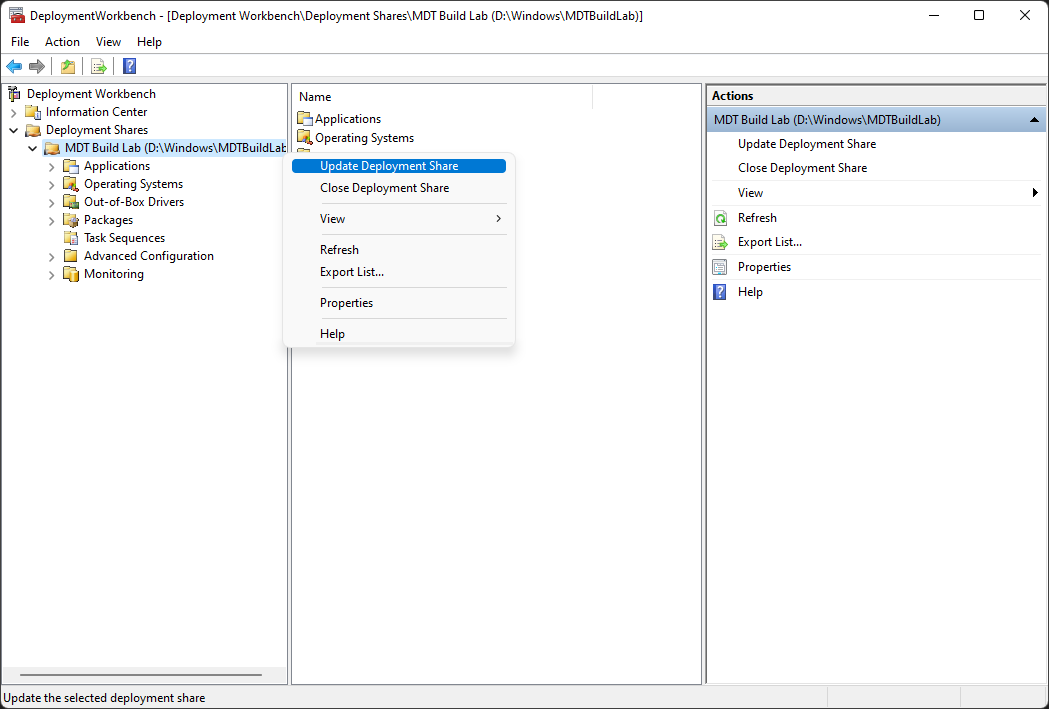 DeploymentWorkbench - [Deployment Workbench\Deployment Shares\MDT Build Lab (D:\Windows\MDTBuildLab)]
File Action View Help
Deployment Workbench
Information Center
Deployment Shares
MDT Build Lab (D:\Windows\MDTBuildLab
Applications
Operating Systems
Out-of-Box Drivers
Packages
Task Sequences
Advanced Configuration
Monitoring
Name
Applications
Operating Systems
Update Deployment Share
Close Deployment Share
View
Refresh
Export List...
Properties
Help
Actions
MDT Build Lab (D:\Windows\MDTBuildLab)
Update Deployment Share
Close Deployment Share
View
Refresh
Export List...
Properties
Help
Update the selected deployment share